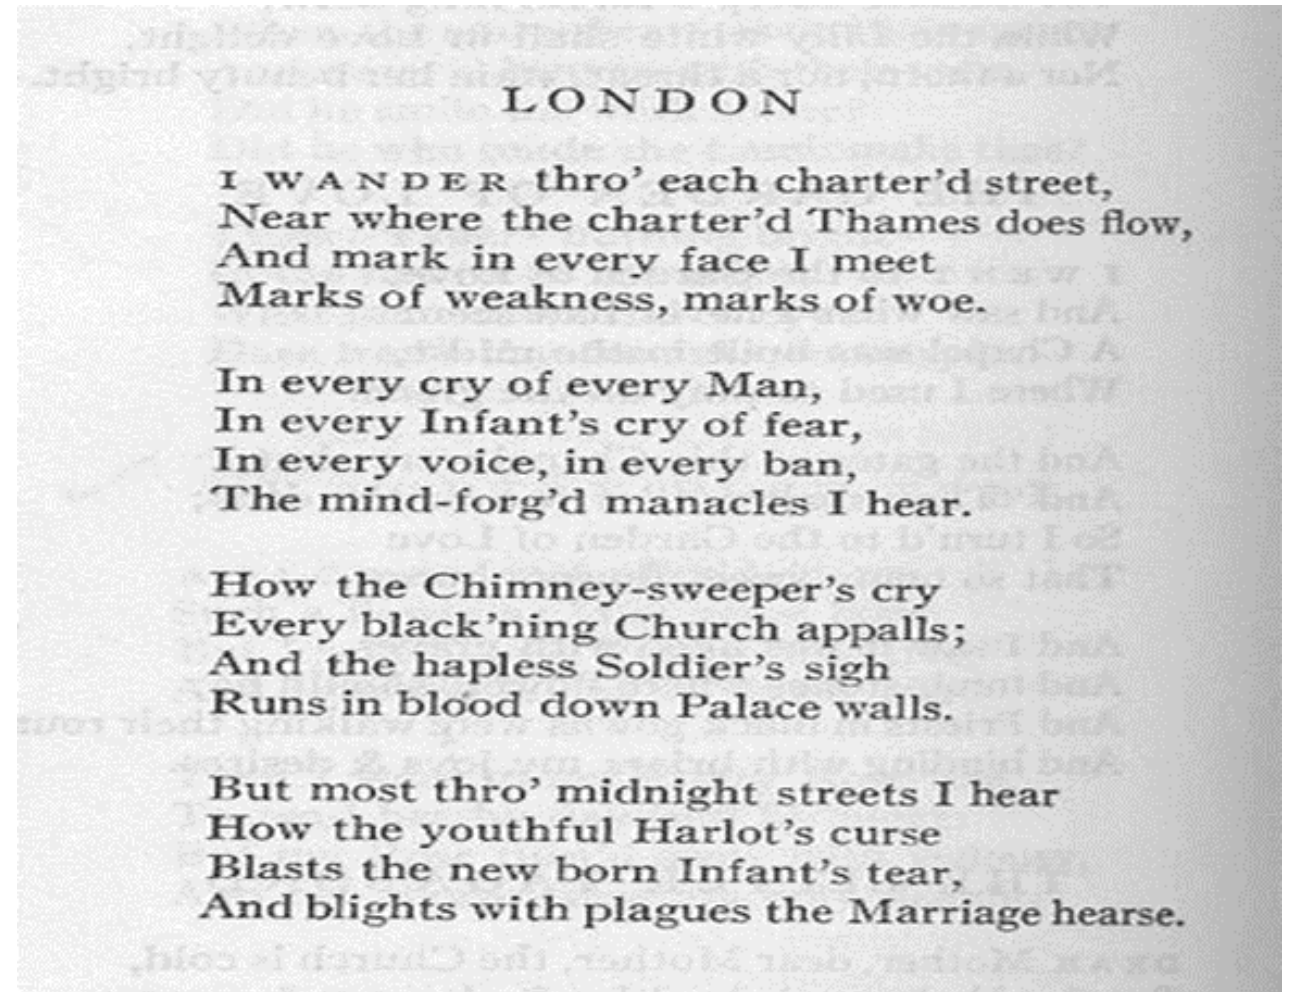 LONDON
I WANDER thro' each charter'd street,
Near where the charter'd Thames does flow,
And mark in every face I meet
Marks of weakness, marks of woe.
In every cry of every Man,
In every Infant's cry of fear,
In every voice, in every ban,
The mind-forg'd manacles I hear.
How the Chimney-sweeper's cry
Every black'ning Church appalls;
And the hapless Soldier's sigh
Runs in blood down Palace walls.
But most thro' midnight streets I hear
How the youthful Harlot's curse
Blasts the new born Infant's tear,
And blights with plagues the Marriage hearse.